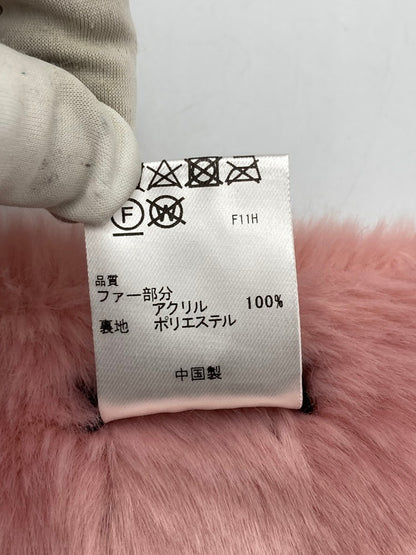 F W
F11H
品質
ファー部分
アクリル 100%
裏地 ポリエステル
中国製